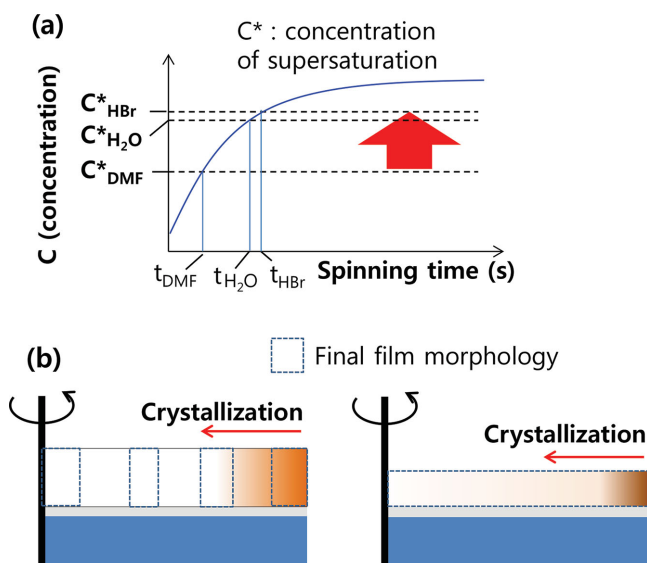 (a)
C* : concentration
of supersaturation
C (concentration)
C*HBr
C*H2O
C*DMF
tDMF
tH2O
tHBr
Spinning time (s)
(b)
Final film morphology
Crystallization
Crystallization